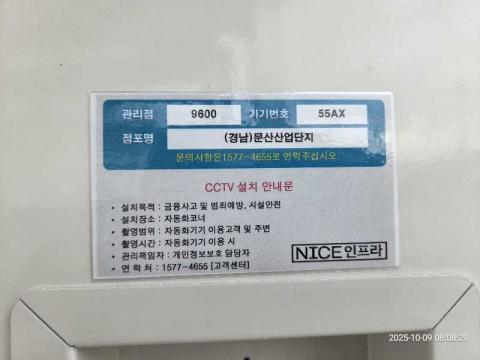 관리점 9600 기기번호 55AX
점포명 (경남)문산산업단지
문의사항은1577-4655로 연락주십시오.
CCTV 설치 안내문
• 설치목적 : 금융사고 및 범죄예방, 시설안전
• 설치장소 : 자동화코너
• 촬영범위 : 자동화기기 이용고객 및 주변
• 촬영시간 : 자동화기기 이용 시
• 관리책임자 : 개인정보보호 담당자
• 연 락 처 : 1577-4655 [고객센터]
NICE인프라
2025-10-09 08:08:29